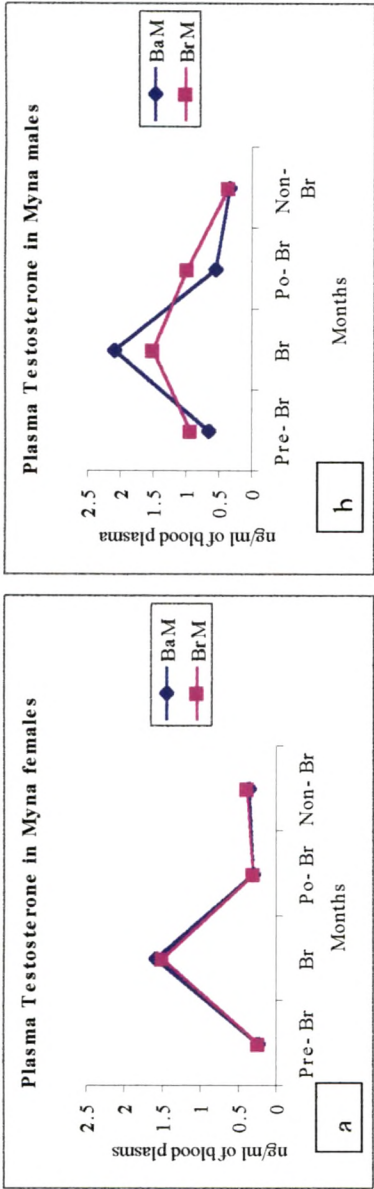 Plasma Testosterone in Myna females
ng/ml of blood plasms
2.5
2
1.5
1
0.5
0
Pre- Br
Br
Po- Br
Non- Br
Months
BaM
BrM
a
Plasma Testosterone in Myna males
ng/ml of blood plasma
2.5
2
1.5
1
0.5
0
Pre- Br
Br
Po- Br
Non-
Br
Months
BaM
BrM
b